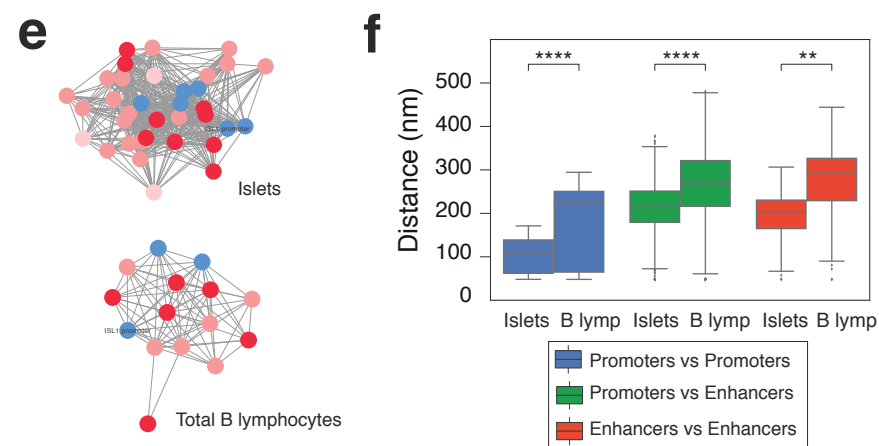 e
ISL1 promoter
Islets
ISL1 promoter
Total B lymphocytes
f
Distance (nm)
500
400
300
200
100
0
**** **** **
Islets B lymp Islets B lymp Islets B lymp
Promoters vs Promoters
Promoters vs Enhancers
Enhancers vs Enhancers